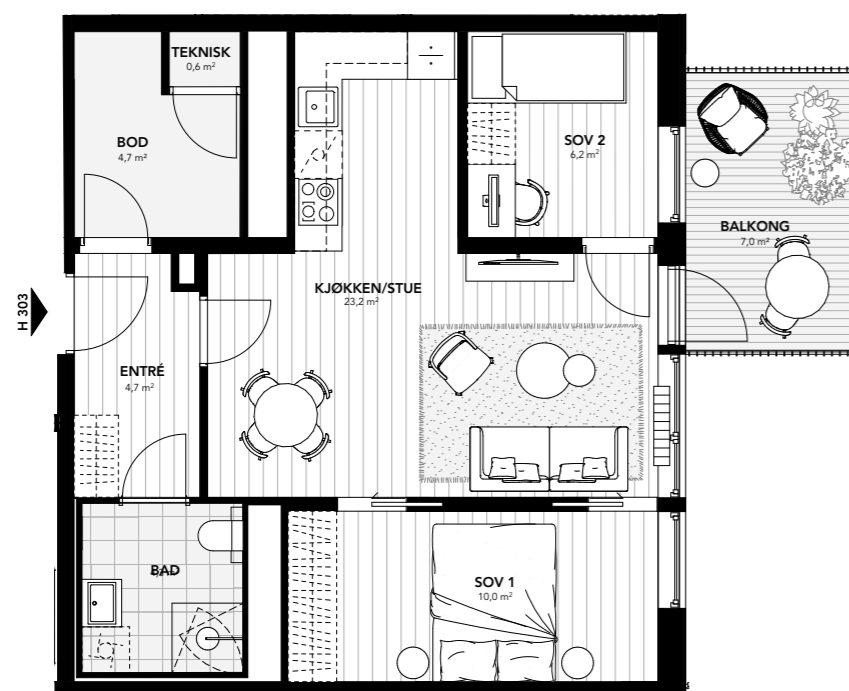 TEKNISK
0,6 m²
BOD
4,7 m²
SOV 2
6,2 m²
BALKONG
7,0 m²
KJØKKEN/STUE
23,2 m²
H 303
ENTRÉ
4,7 m²
BAD
SOV 1
10,0 m²